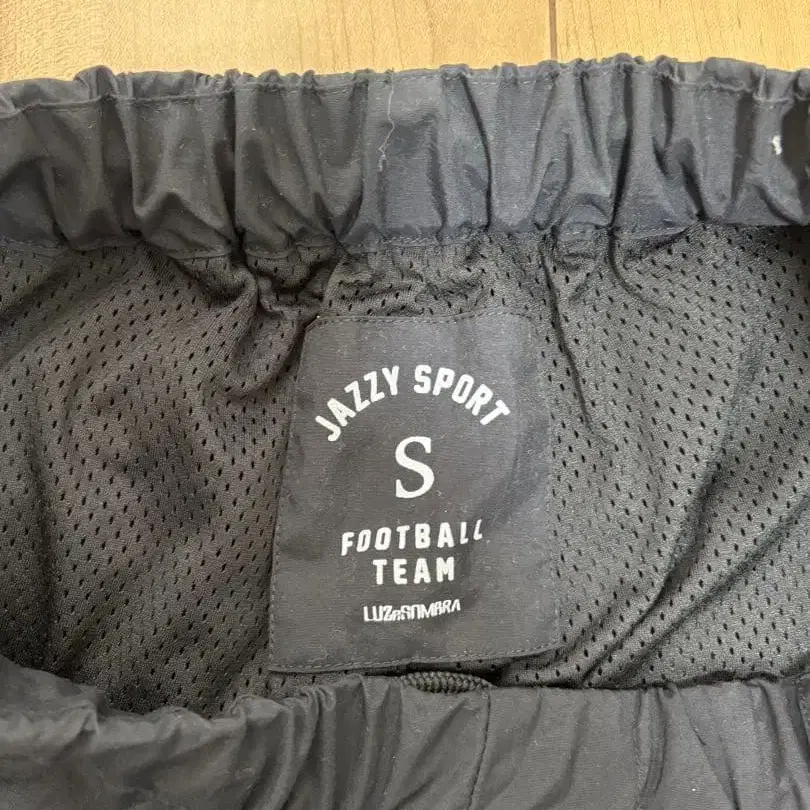 JAZZY SPORT
S
FOOTBALL
TEAM
LUZeSOMBRA